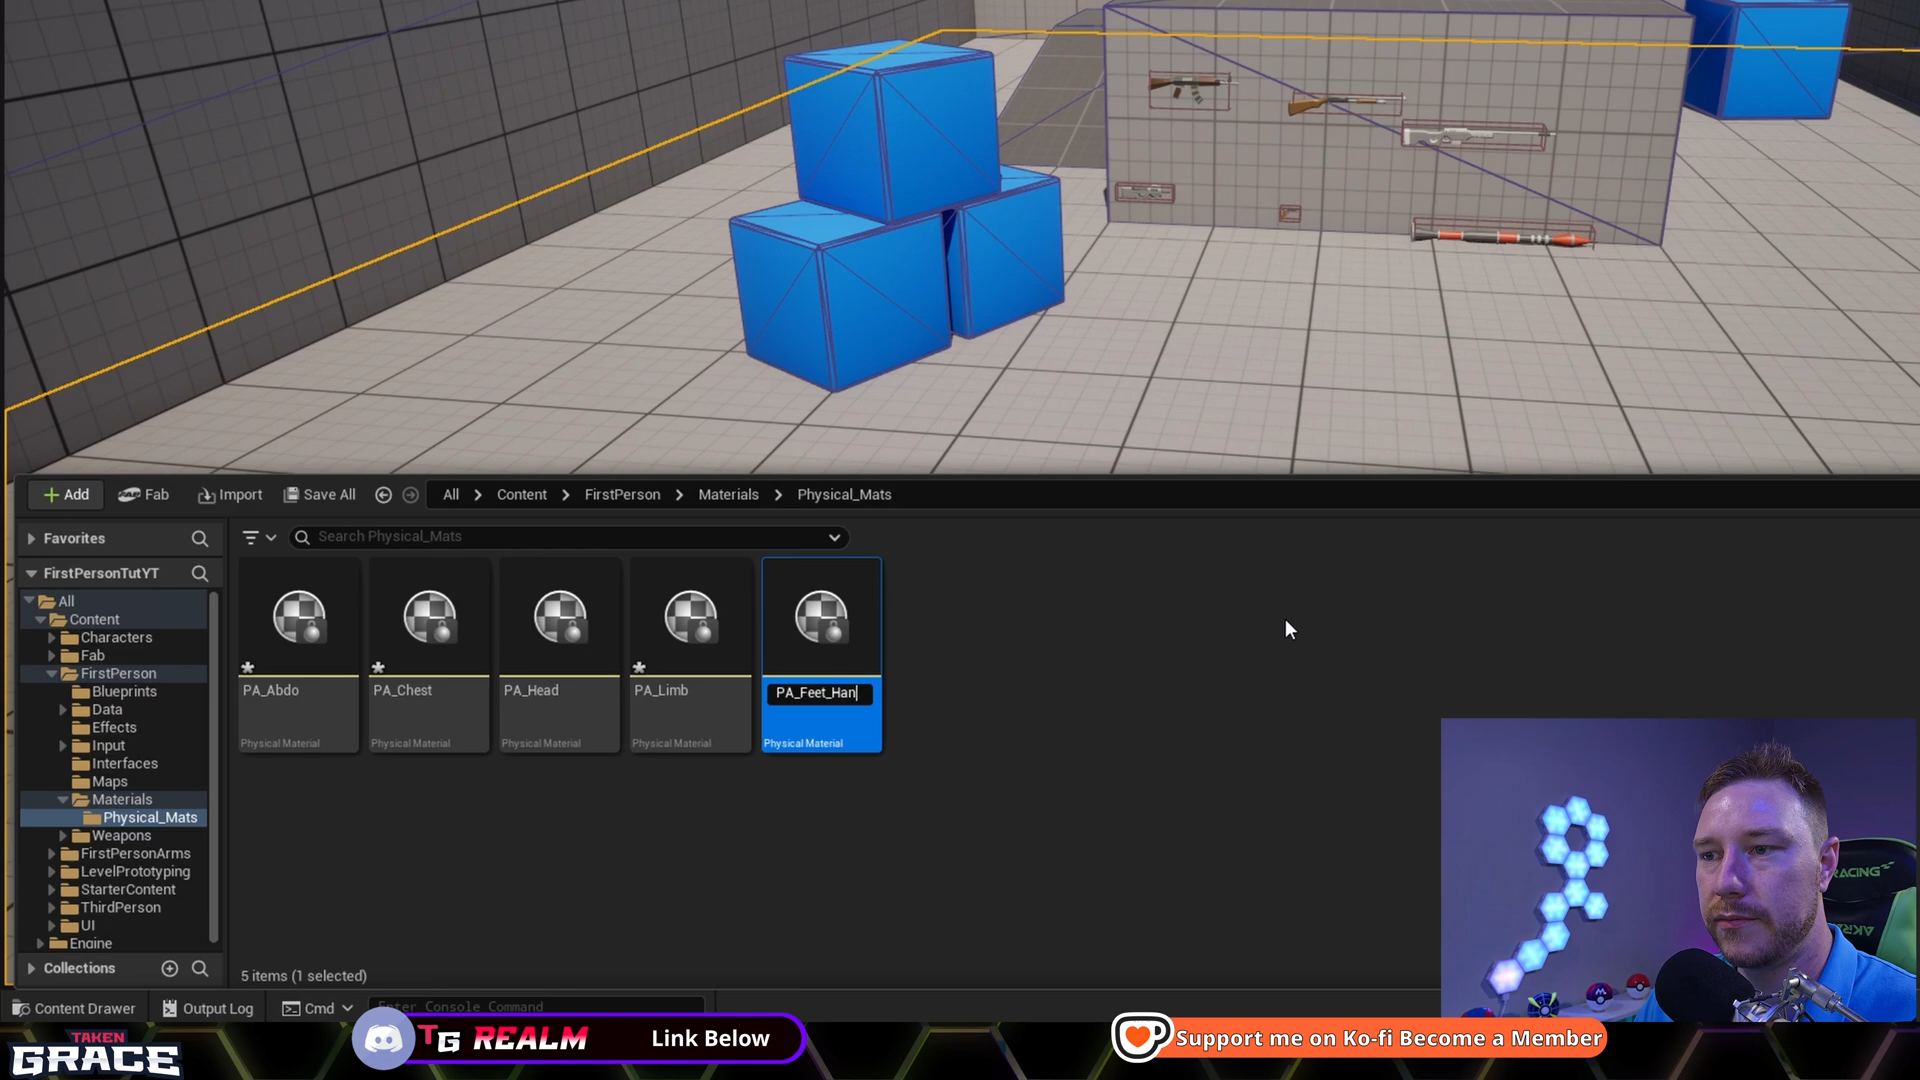 Add
Fab
Import
Save All
All > Content > FirstPerson > Materials > Physical_Mats
Favorites
Search Physical_Mats
FirstPersonTutYT
All
Content
Characters
Fab
FirstPerson
Blueprints
Data
Effects
Input
Interfaces
Maps
Materials
Physical_Mats
Weapons
FirstPersonArms
LevelPrototyping
StarterContent
ThirdPerson
UI
Engine
Collections
PA_Abdo
Physical Material
PA_Chest
Physical Material
PA_Head
Physical Material
PA_Limb
Physical Material
PA_Feet_Han
Physical Material
5 items (1 selected)
Content Drawer
Output Log
Cmd
Enter Console Command
RACING
AKRACING
TAKEN
GRACE
TG REALM
Link Below
Support me on Ko-fi Become a Member